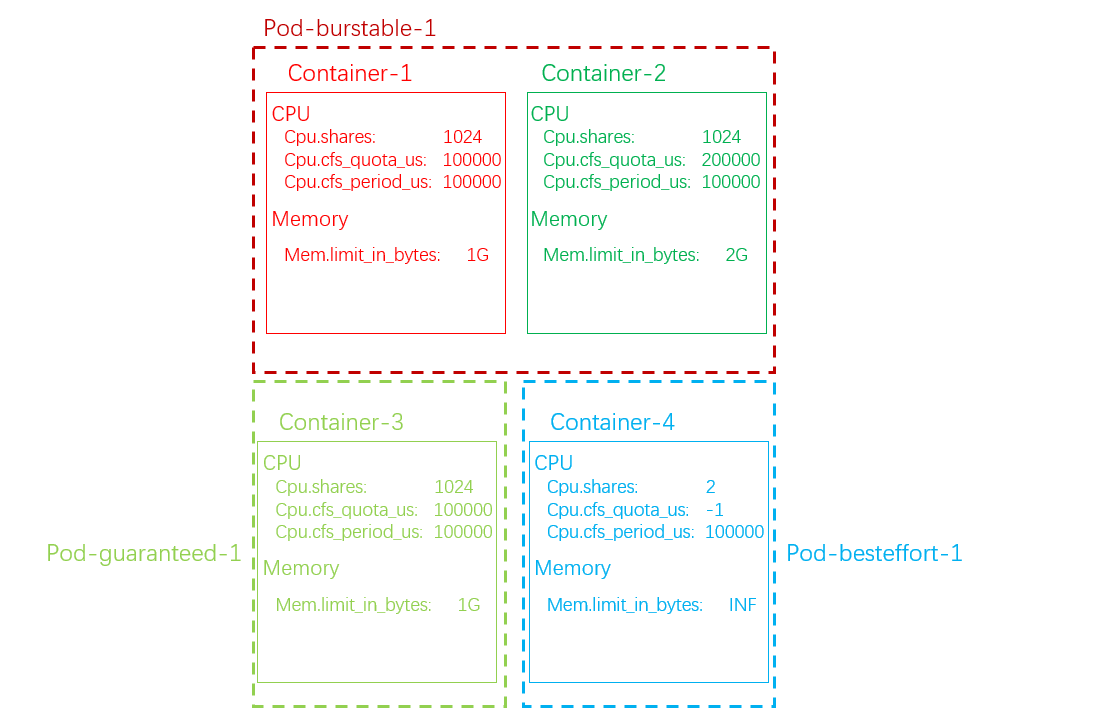 Pod-burstable-1
Container-1
CPU
Cpu.shares: 1024
Cpu.cfs_quota_us: 100000
Cpu.cfs_period_us: 100000
Memory
Mem.limit_in_bytes: 1G
Container-2
CPU
Cpu.shares: 1024
Cpu.cfs_quota_us: 200000
Cpu.cfs_period_us: 100000
Memory
Mem.limit_in_bytes: 2G
Pod-guaranteed-1
Container-3
CPU
Cpu.shares: 1024
Cpu.cfs_quota_us: 100000
Cpu.cfs_period_us: 100000
Memory
Mem.limit_in_bytes: 1G
Container-4
CPU
Cpu.shares: 2
Cpu.cfs_quota_us: -1
Cpu.cfs_period_us: 100000
Memory
Mem.limit_in_bytes: INF
Pod-besteffort-1